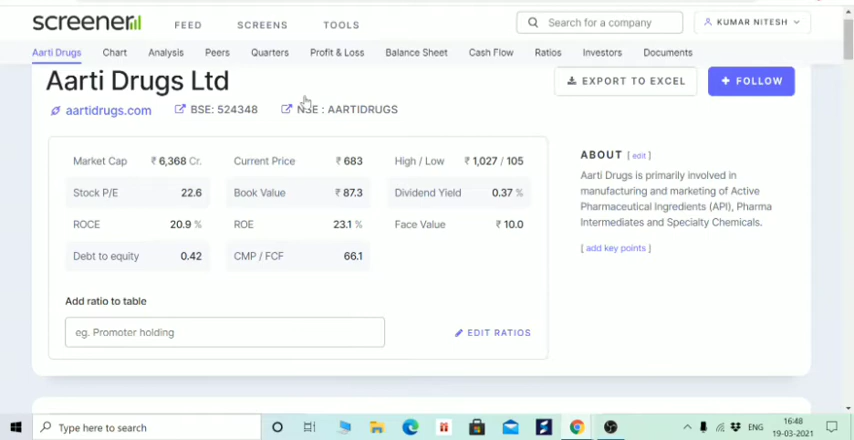 screener
FEED SCREENS TOOLS
Search for a company
KUMAR NITESH
Aarti Drugs Chart Analysis Peers Quarters Profit & Loss Balance Sheet Cash Flow Ratios Investors Documents
Aarti Drugs Ltd
EXPORT TO EXCEL
+ FOLLOW
aartidrugs.com BSE: 524348 NSE : AARTIDRUGS
Market Cap ₹ 6,368 Cr. Current Price ₹ 683 High / Low ₹ 1,027 / 105
Stock P/E 22.6 Book Value ₹ 87.3 Dividend Yield 0.37 %
ROCE 20.9 % ROE 23.1 % Face Value ₹ 10.0
Debt to equity 0.42 CMP / FCF 66.1
Add ratio to table
eg. Promoter holding
EDIT RATIOS
ABOUT [ edit ]
Aarti Drugs is primarily involved in
manufacturing and marketing of Active
Pharmaceutical Ingredients (API), Pharma
Intermediates and Specialty Chemicals.
[ add key points ]
Type here to search
ENG
16:48
19-03-2021